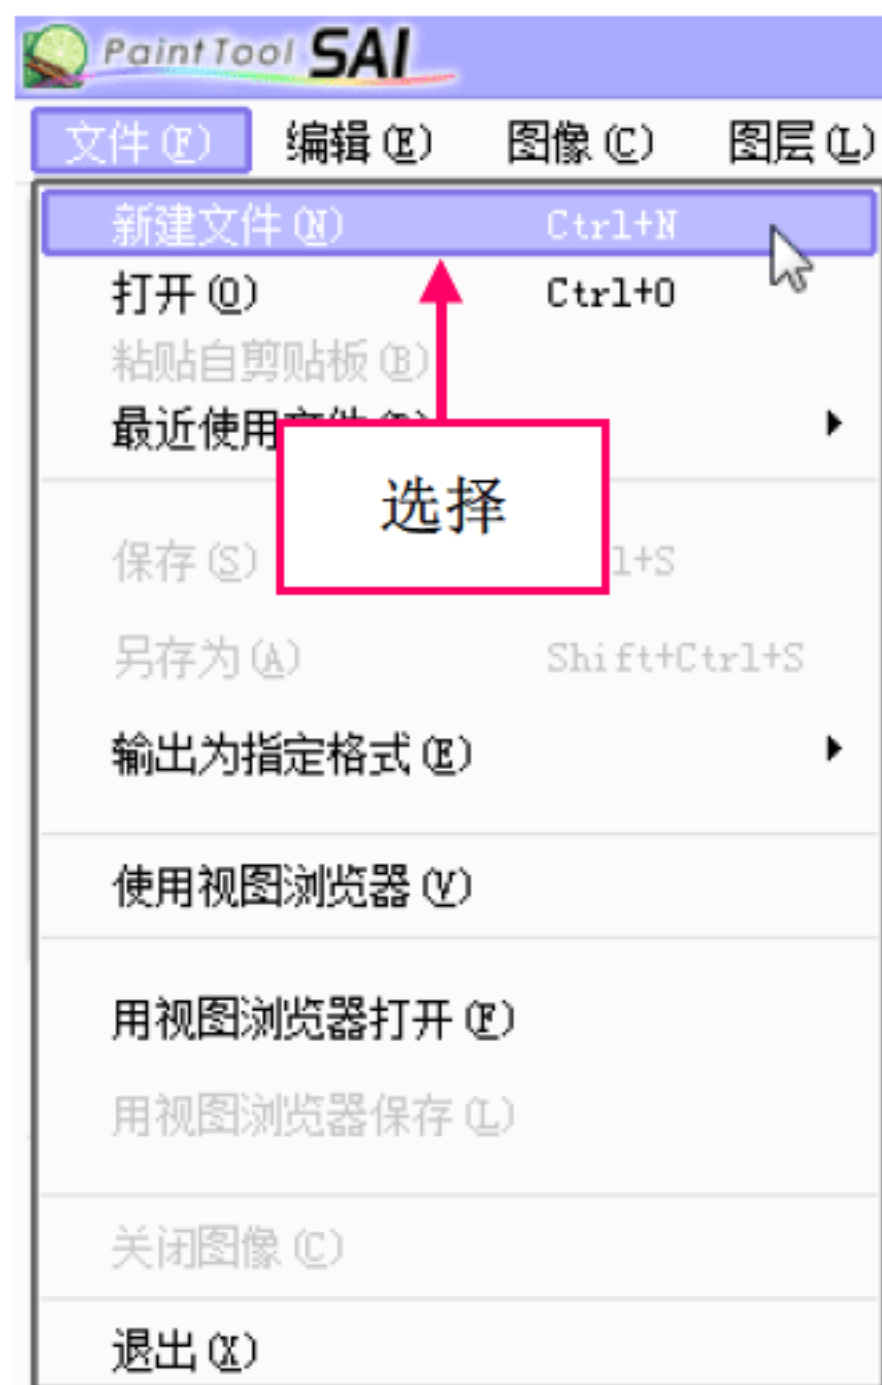 PaintTool SAI
文件(F) 编辑(E) 图像(C) 图层(L)
新建文件(N) Ctrl+N
打开(O) Ctrl+O
粘贴自剪贴板(B)
最近使用文件
选择
保存(S) l+S
另存为(A) Shift+Ctrl+S
输出为指定格式(E)
使用视图浏览器(V)
用视图浏览器打开(F)
用视图浏览器保存(L)
关闭图像(C)
退出(X)